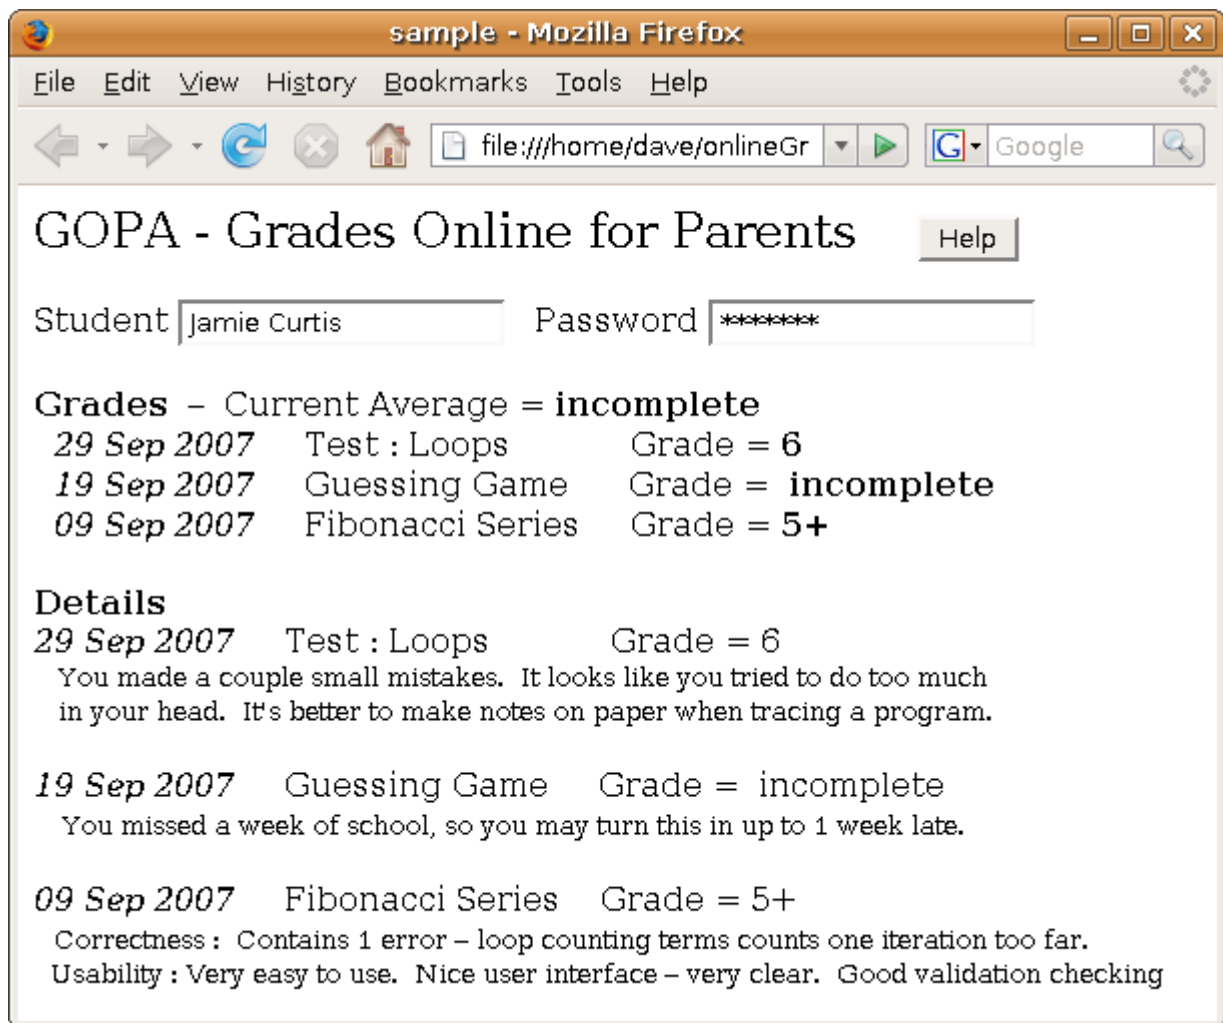 sample - Mozilla Firefox
File Edit View History Bookmarks Tools Help
file:///home/dave/onlineGr Google
GOPA - Grades Online for Parents Help
Student Jamie Curtis Password ********
Grades – Current Average = incomplete
29 Sep 2007 Test : Loops Grade = 6
19 Sep 2007 Guessing Game Grade = incomplete
09 Sep 2007 Fibonacci Series Grade = 5+
Details
29 Sep 2007 Test : Loops Grade = 6
You made a couple small mistakes. It looks like you tried to do too much
in your head. It's better to make notes on paper when tracing a program.
19 Sep 2007 Guessing Game Grade = incomplete
You missed a week of school, so you may turn this in up to 1 week late.
09 Sep 2007 Fibonacci Series Grade = 5+
Correctness : Contains 1 error – loop counting terms counts one iteration too far.
Usability : Very easy to use. Nice user interface – very clear. Good validation checking